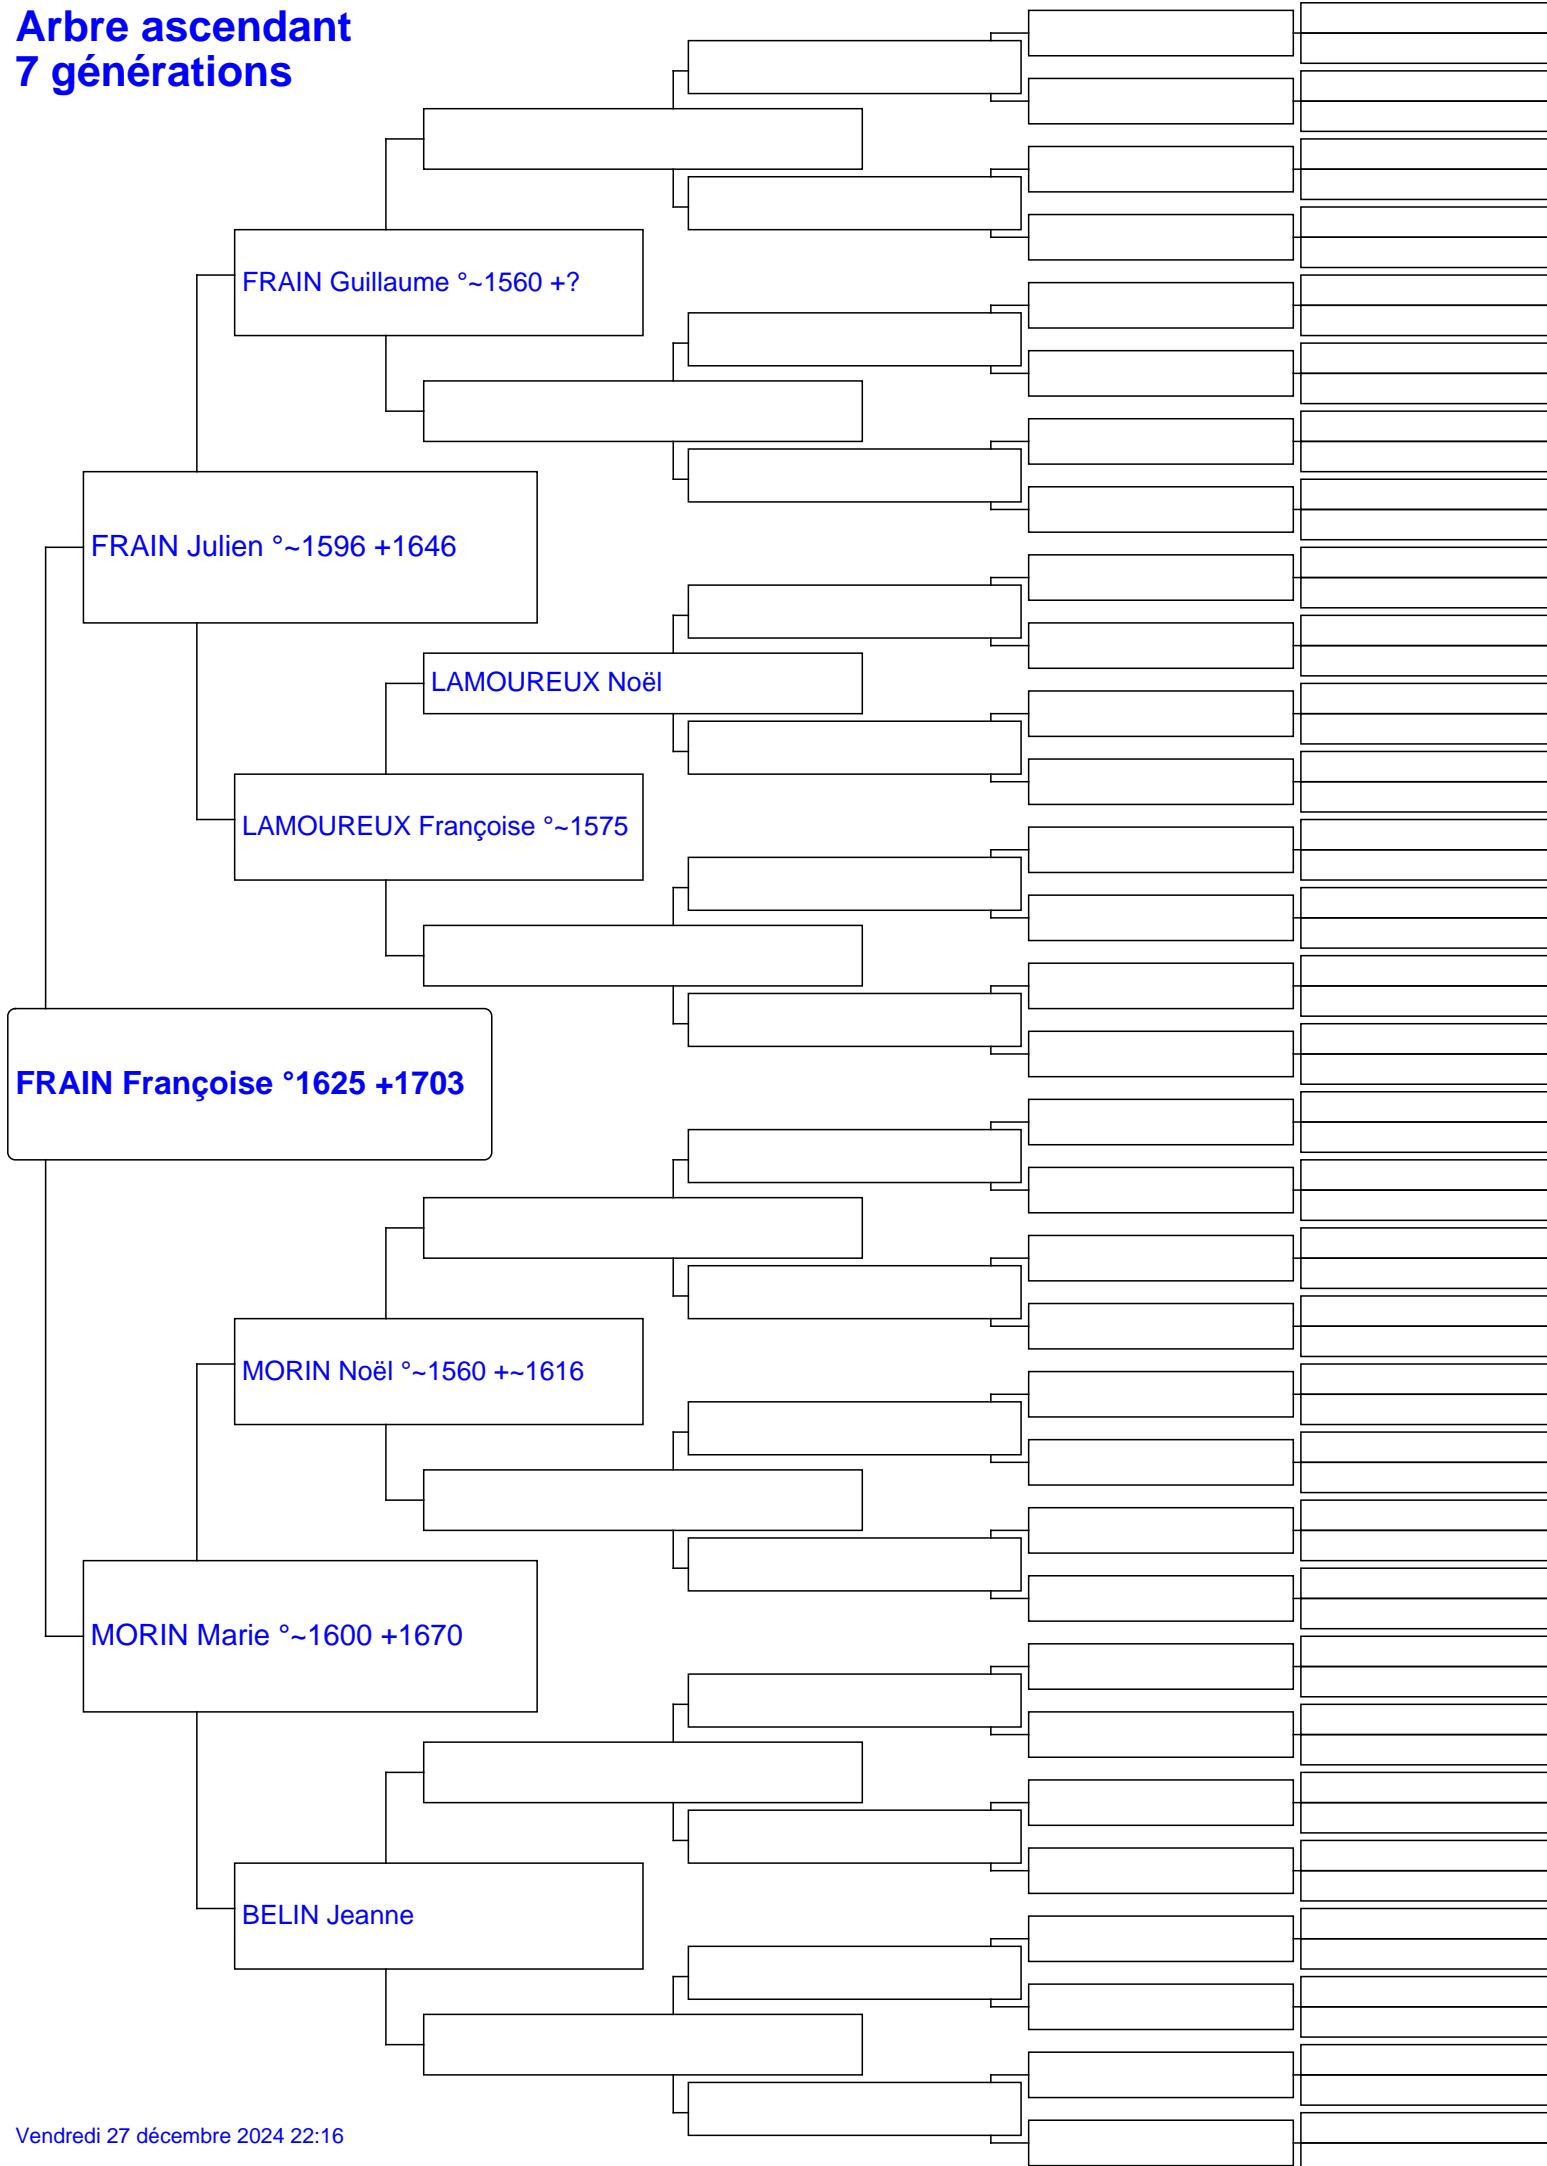 Arbre ascendant
7 générations
FRAIN Guillaume °~1560 +?
FRAIN Julien °~1596 +1646
LAMOUREUX Noël
LAMOUREUX Françoise °~1575
FRAIN Françoise °1625 +1703
MORIN Noël °~1560 +~1616
MORIN Marie °~1600 +1670
BELIN Jeanne
Vendredi 27 décembre 2024 22:16